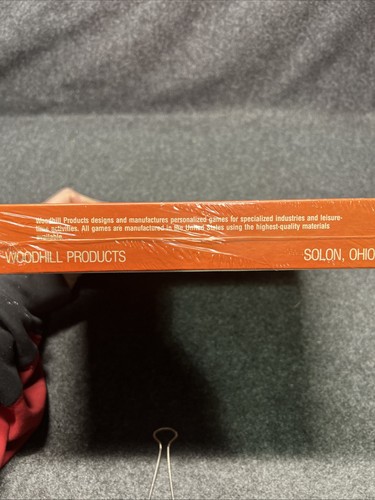 Woodhill Products designs and manufactures personalized games for specialized industries and leisure-
time activities. All games are manufactured in the United States using the highest-quality materials
available.
WOODHILL PRODUCTS SOLON, OHIO